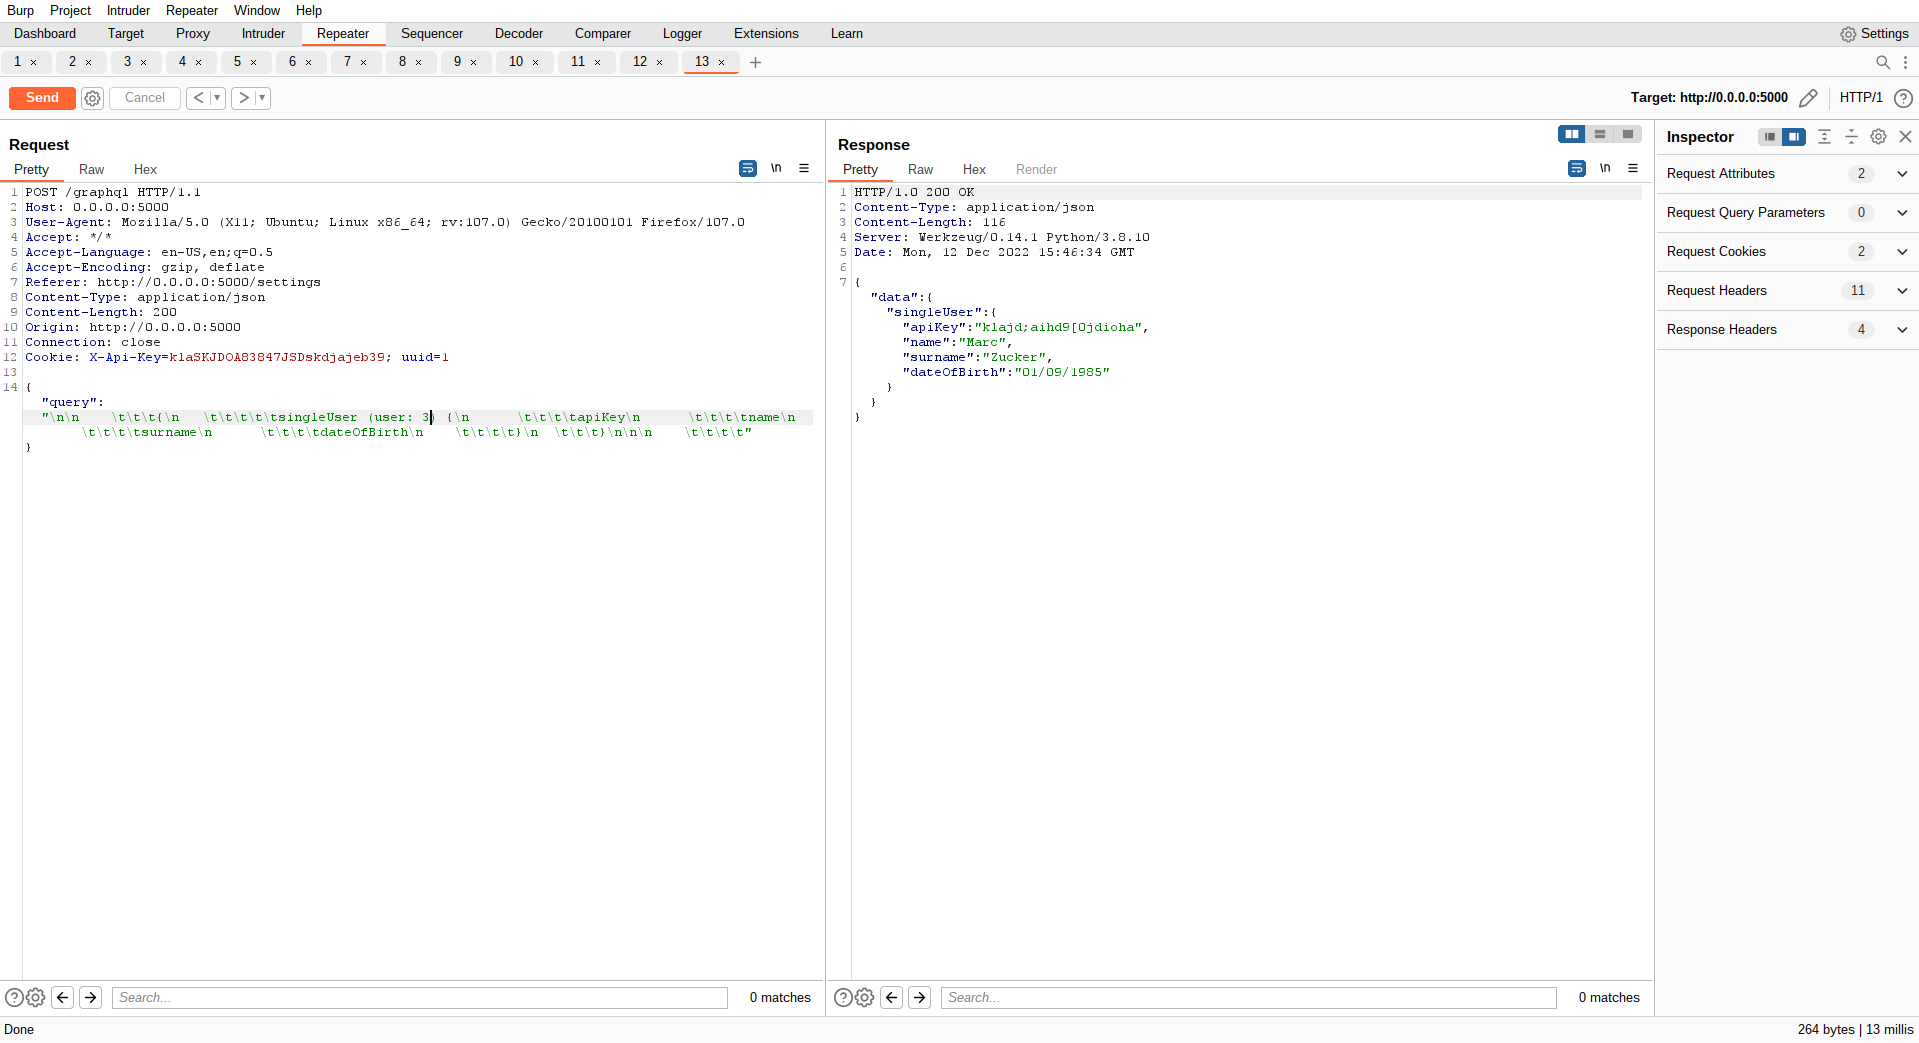 Burp Project Intruder Repeater Window Help
Dashboard Target Proxy Intruder Repeater Sequencer Decoder Comparer Logger Extensions Learn Settings
1 × 2 × 3 × 4 × 5 × 6 × 7 × 8 × 9 × 10 × 11 × 12 × 13 × +
Send Cancel < > Target: http://0.0.0.0:5000 HTTP/1 ?
Request
Pretty Raw Hex \n
1 POST /graphql HTTP/1.1
2 Host: 0.0.0.0:5000
3 User-Agent: Mozilla/5.0 (X11; Ubuntu; Linux x86_64; rv:107.0) Gecko/20100101 Firefox/107.0
4 Accept: */*
5 Accept-Language: en-US,en;q=0.5
6 Accept-Encoding: gzip, deflate
7 Referer: http://0.0.0.0:5000/settings
8 Content-Type: application/json
9 Content-Length: 200
10 Origin: http://0.0.0.0:5000
11 Connection: close
12 Cookie: X-Api-Key=klaSKJDOA83847JSDskdjajeb39; uuid=1
13
14 {
"query":
"\n\n    \t\t\t{\n   \t\t\t\t\tsingleUser (user: 3) {\n      \t\t\t\tapiKey\n      \t\t\t\tname\n
\t\t\t\tsurname\n      \t\t\t\tdateOfBirth\n    \t\t\t\t}\n  \t\t\t}\n\n\n    \t\t\t\t"
}
? Search... 0 matches
Response
Pretty Raw Hex Render \n
1 HTTP/1.0 200 OK
2 Content-Type: application/json
3 Content-Length: 116
4 Server: Werkzeug/0.14.1 Python/3.8.10
5 Date: Mon, 12 Dec 2022 15:46:34 GMT
6
7 {
"data":{
"singleUser":{
"apiKey":"klajd;aihd9[0jdioha",
"name":"Marc",
"surname":"Zucker",
"dateOfBirth":"01/09/1985"
}
}
}
? Search... 0 matches
Inspector
Request Attributes 2
Request Query Parameters 0
Request Cookies 2
Request Headers 11
Response Headers 4
Done 264 bytes | 13 millis